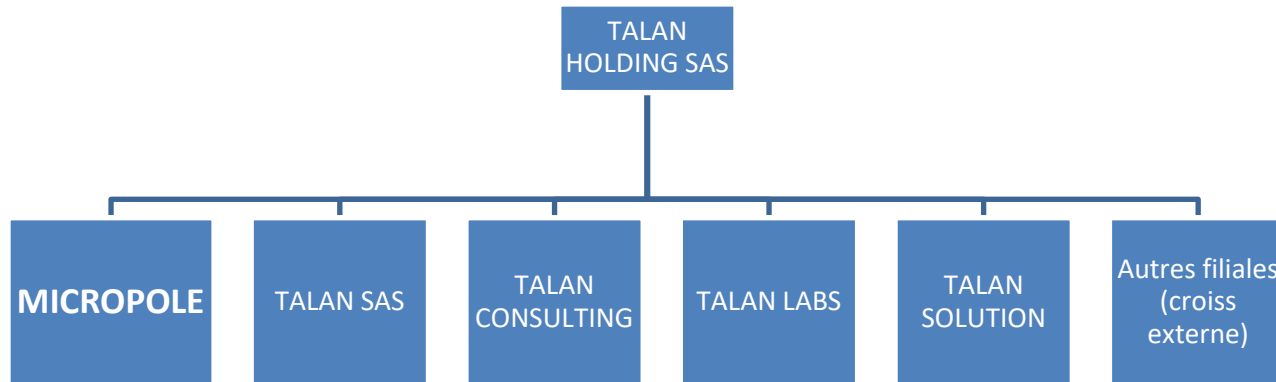 TALAN
HOLDING SAS
MICROPOLE
TALAN SAS
TALAN
CONSULTING
TALAN LABS
TALAN
SOLUTION
Autres filiales
(croiss
externe)